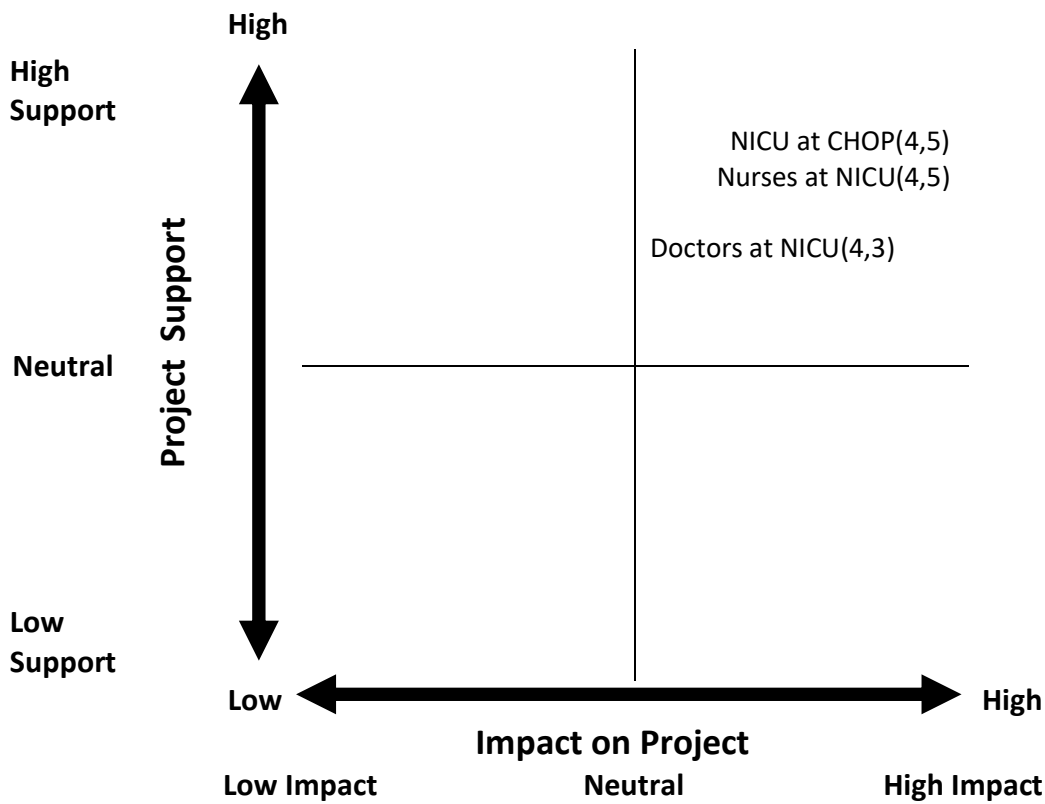 High
High
Support
NICU at CHOP(4,5)
Nurses at NICU(4,5)
Doctors at NICU(4,3)
Project Support
Neutral
Low
Support
Low
High
Impact on Project
Low Impact
Neutral
High Impact